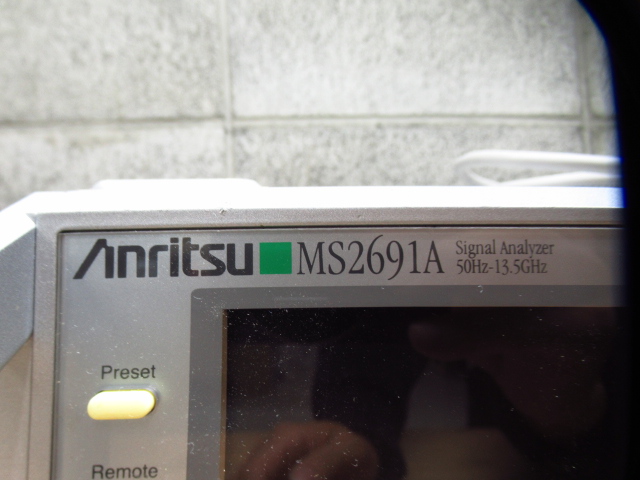 Anritsu MS2691A Signal Analyzer
50Hz-13.5GHz
Preset
Remote